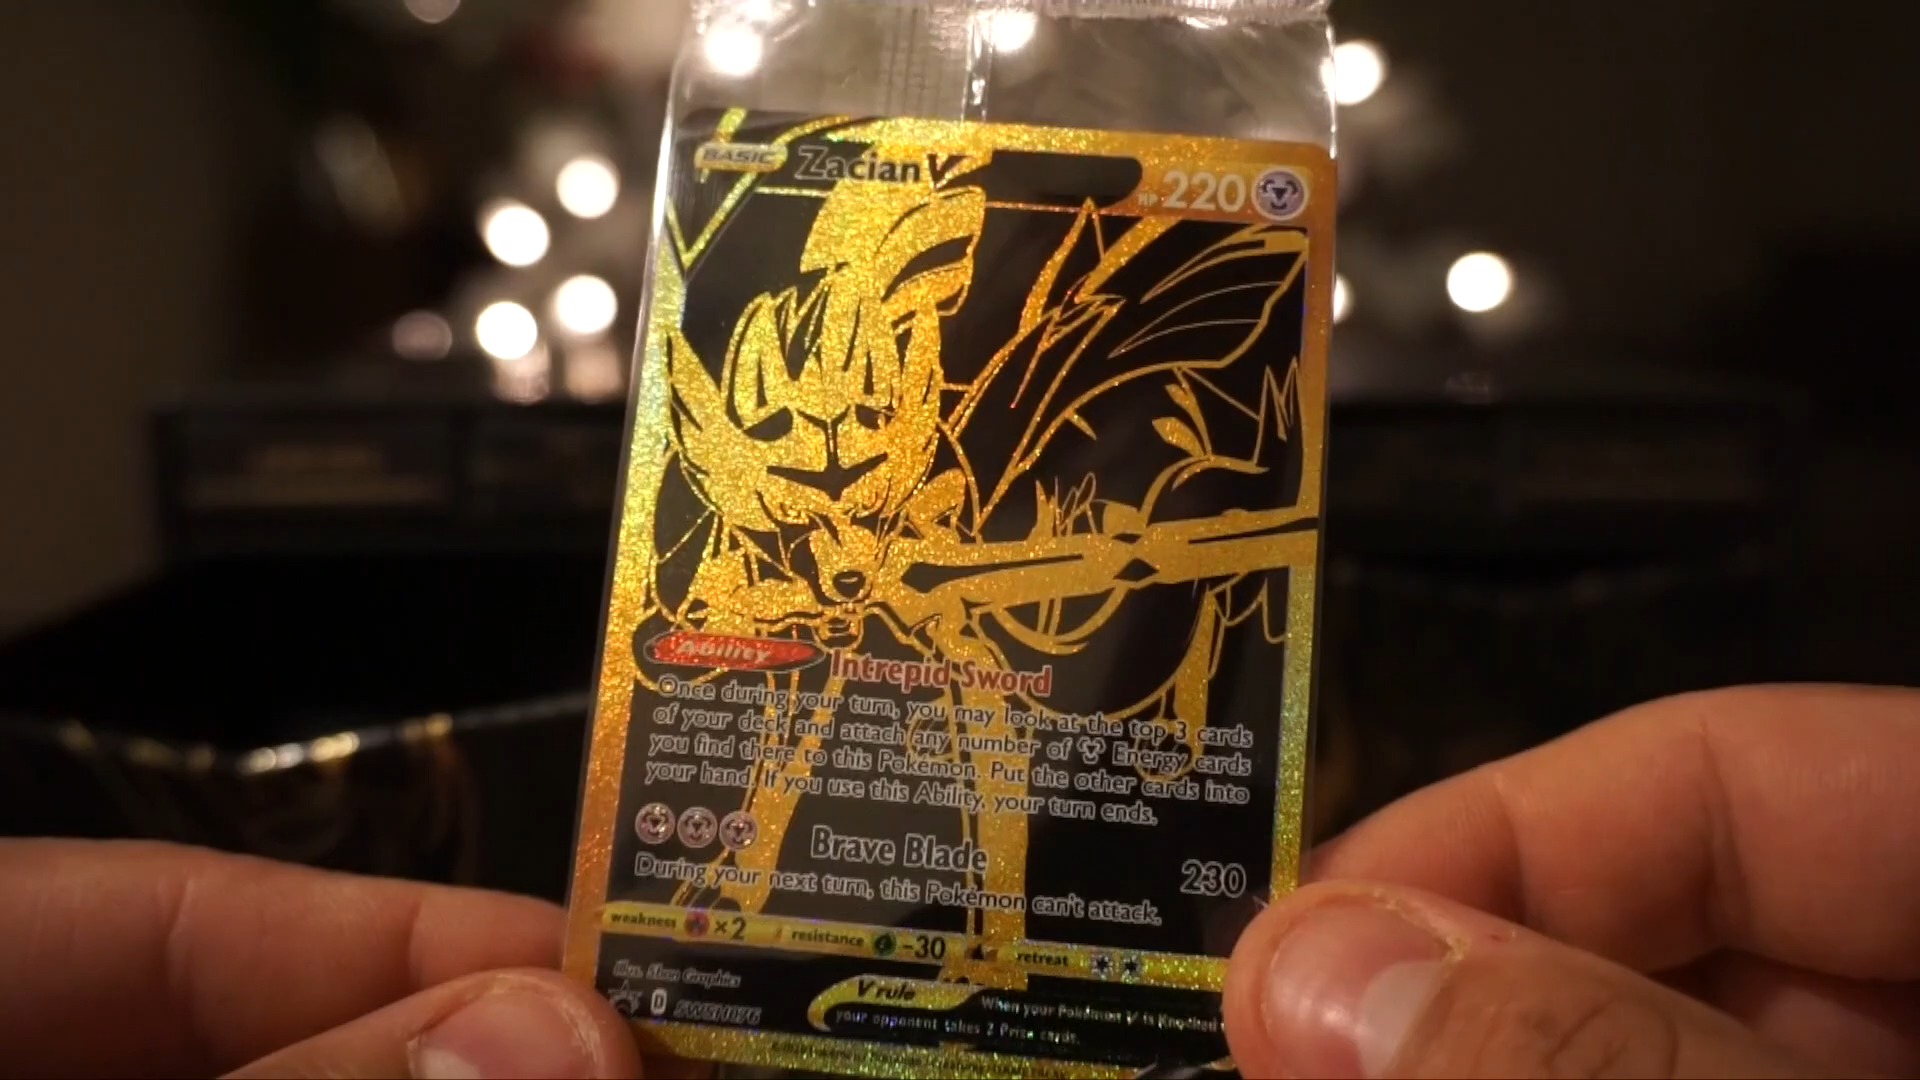 BASIC Zacian V HP 220
Ability Intrepid Sword
Once during your turn, you may look at the top 3 cards
of your deck and attach any number of Energy cards
you find there to this Pokémon. Put the other cards into
your hand. If you use this Ability, your turn ends.
Brave Blade 230
During your next turn, this Pokémon can't attack.
weakness ×2 resistance -30 retreat
Illus. Shon Graphics
D SWSH076
V rule When your Pokémon V is Knocked
your opponent takes 2 Prize cards.